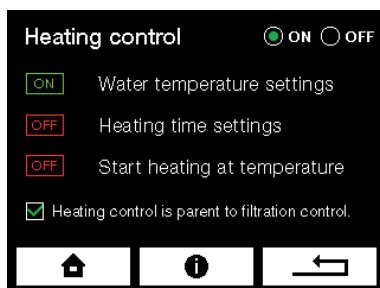 Heating control ON OFF
ON Water temperature settings
OFF Heating time settings
OFF Start heating at temperature
Heating control is parent to filtration control.